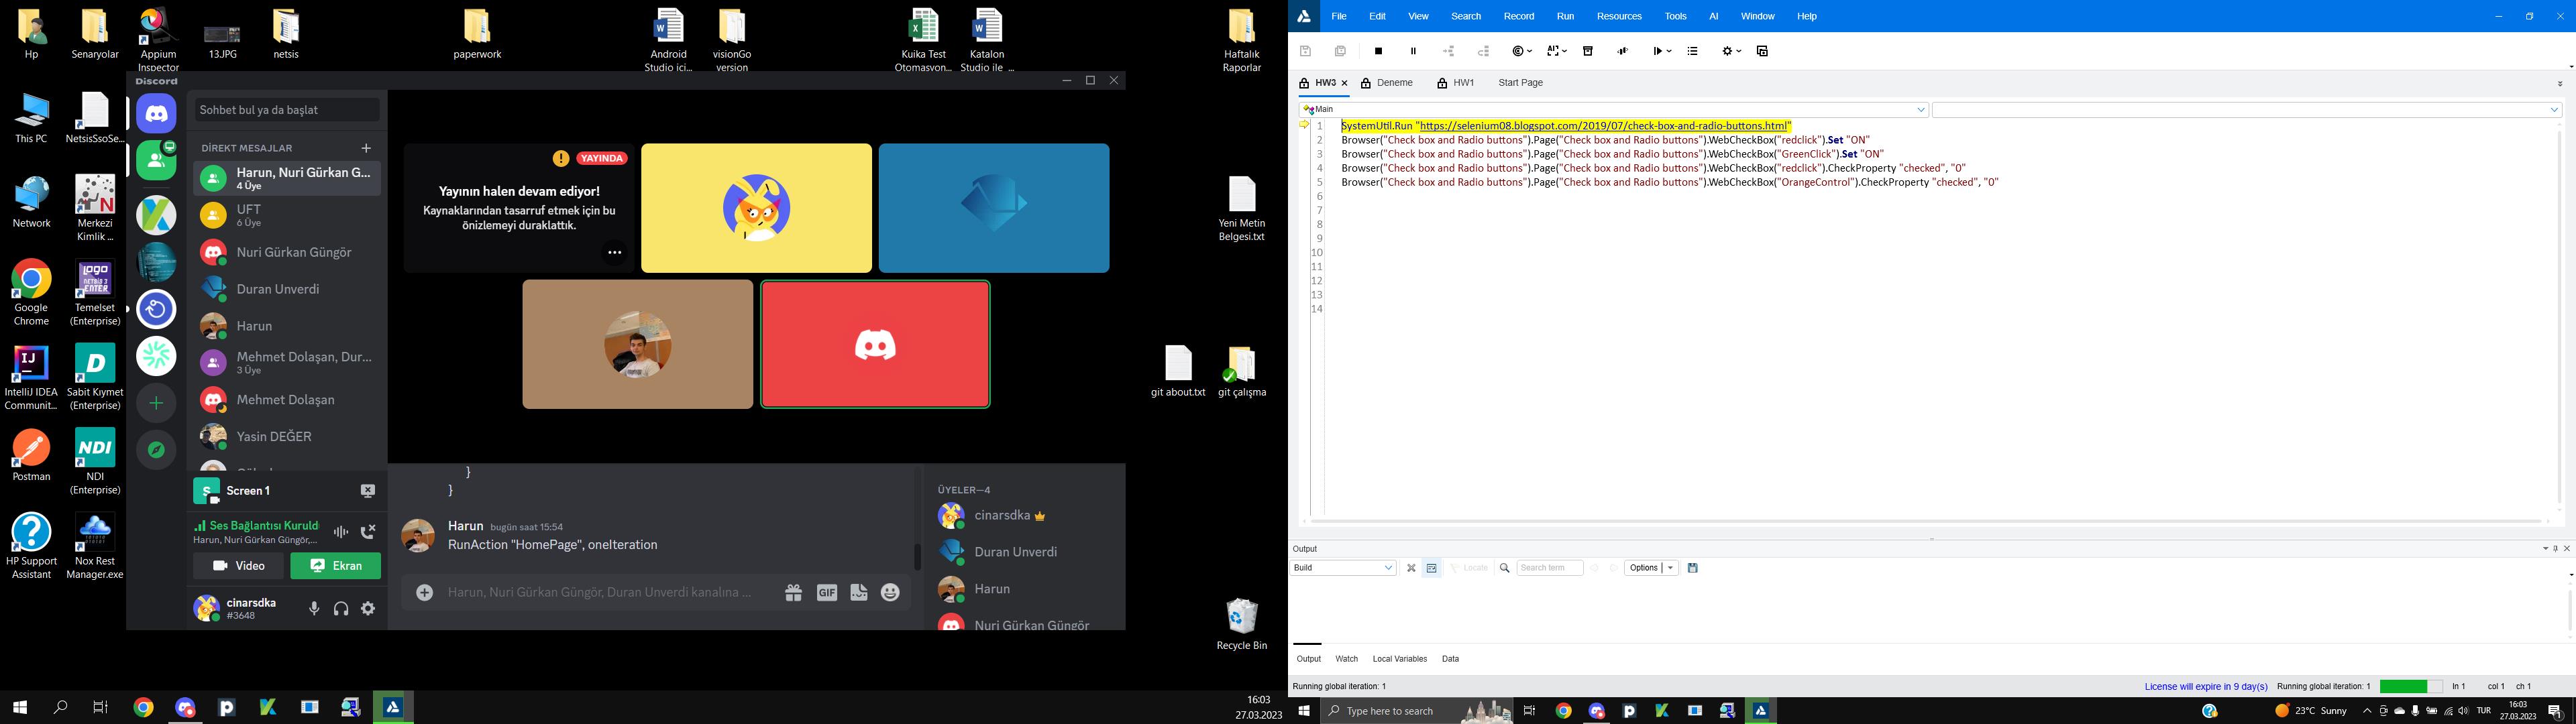 Hp
Senaryolar
Appium
Inspector
13.JPG
netsis
paperwork
Android
Studio ici...
visionGo
version
Kuika Test
Otomasyon...
Katalon
Studio ile ...
Haftalık
Raporlar
This PC
NetsisSsoSe...
Network
Merkezi
Kimlik ...
Google
Chrome
Temelset
(Enterprise)
IntelliJ IDEA
Communit...
Sabit Kıymet
(Enterprise)
Postman
NDI
(Enterprise)
HP Support
Assistant
Nox Rest
Manager.exe
Yeni Metin
Belgesi.txt
git about.txt
git çalışma
Recycle Bin
Discord
Sohbet bul ya da başlat
DİREKT MESAJLAR
Harun, Nuri Gürkan G...
4 Üye
UFT
6 Üye
Nuri Gürkan Güngör
Duran Unverdi
Harun
Mehmet Dolaşan, Dur...
3 Üye
Mehmet Dolaşan
Yasin DEĞER
Screen 1
Ses Bağlantısı Kuruld
Harun, Nuri Gürkan Güngör,...
Video
Ekran
cinarsdka
#3648
YAYINDA
Yayının halen devam ediyor!
Kaynaklarından tasarruf etmek için bu
önizlemeyi duraklattık.
}
}
Harun bugün saat 15:54
RunAction "HomePage", oneIteration
Harun, Nuri Gürkan Güngör, Duran Unverdi kanalına ...
GIF
ÜYELER—4
cinarsdka
Duran Unverdi
Harun
Nuri Gürkan Güngör
16:03
27.03.2023
File Edit View Search Record Run Resources Tools AI Window Help
HW3 Deneme HW1 Start Page
Main
1 SystemUtil.Run "https://selenium08.blogspot.com/2019/07/check-box-and-radio-buttons.html"
2 Browser("Check box and Radio buttons").Page("Check box and Radio buttons").WebCheckBox("redclick").Set "ON"
3 Browser("Check box and Radio buttons").Page("Check box and Radio buttons").WebCheckBox("GreenClick").Set "ON"
4 Browser("Check box and Radio buttons").Page("Check box and Radio buttons").WebCheckBox("redclick").CheckProperty "checked", "0"
5 Browser("Check box and Radio buttons").Page("Check box and Radio buttons").WebCheckBox("OrangeControl").CheckProperty "checked", "0"
6
7
8
9
10
11
12
13
14
Output
Build
Locate
Search term
Options
Output Watch Local Variables Data
Running global iteration: 1
License will expire in 9 day(s)
Running global iteration: 1
ln 1 col 1 ch 1
Type here to search
23°C Sunny
TUR
16:03
27.03.2023